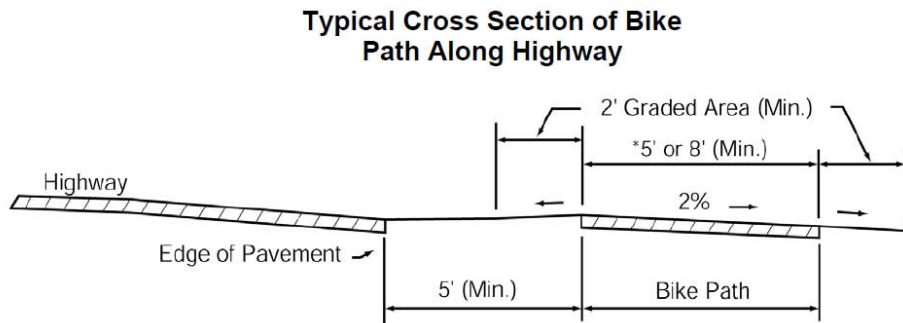 Typical Cross Section of Bike
Path Along Highway
2' Graded Area (Min.)
*5' or 8' (Min.)
Highway
2%
Edge of Pavement
5' (Min.)
Bike Path